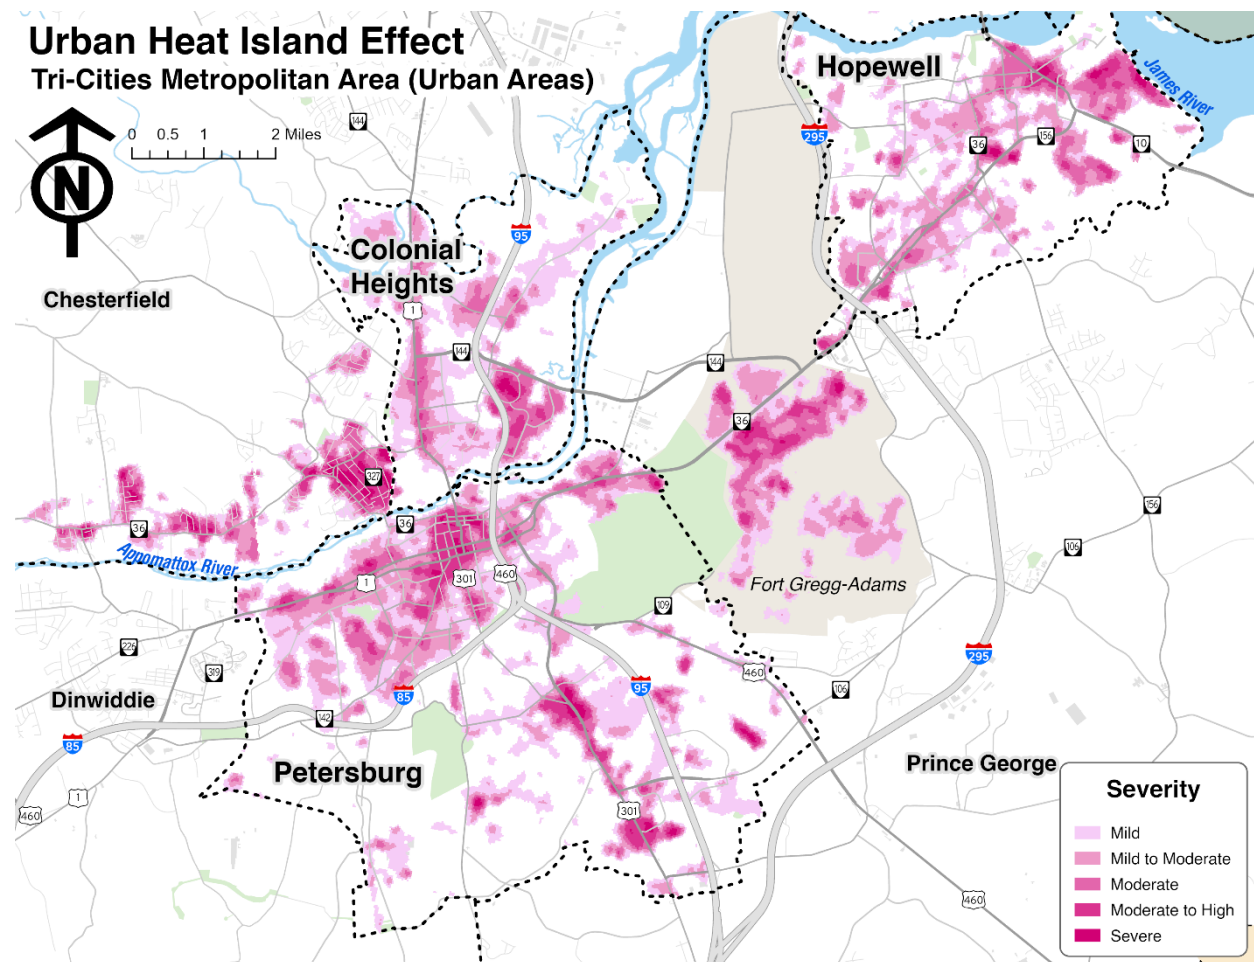 Urban Heat Island Effect
Tri-Cities Metropolitan Area (Urban Areas)
N
0 0.5 1 2 Miles
144
Hopewell
James River
295
36
156
10
95
Colonial
Heights
Chesterfield
1
144
144
36
327
36
36
Appomattox River
1
301
460
156
106
Fort Gregg-Adams
109
226
319
460
106
295
Dinwiddie
85
95
142
85
Petersburg
Prince George
1
460
301
460
Severity
Mild
Mild to Moderate
Moderate
Moderate to High
Severe